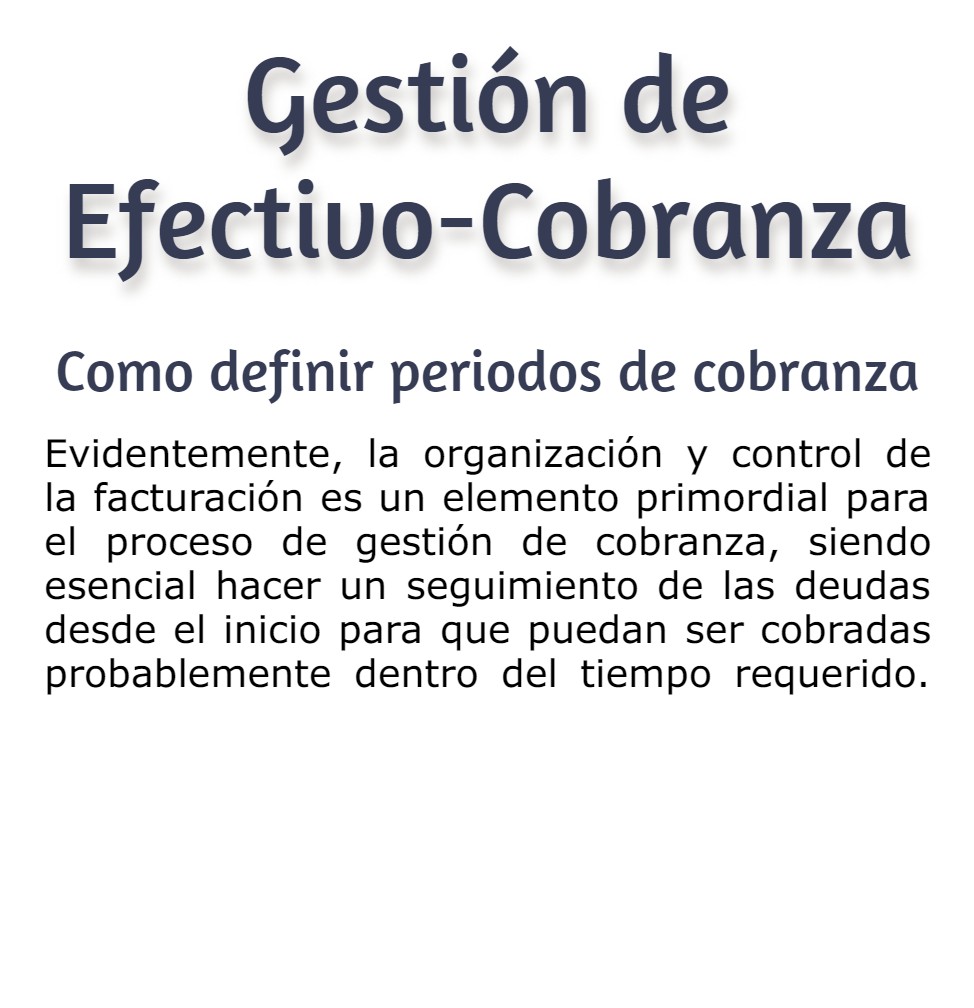 Gestión de
Efectivo-Cobranza
Como definir periodos de cobranza
Evidentemente, la organización y control de
la facturación es un elemento primordial para
el proceso de gestión de cobranza, siendo
esencial hacer un seguimiento de las deudas
desde el inicio para que puedan ser cobradas
probablemente dentro del tiempo requerido.